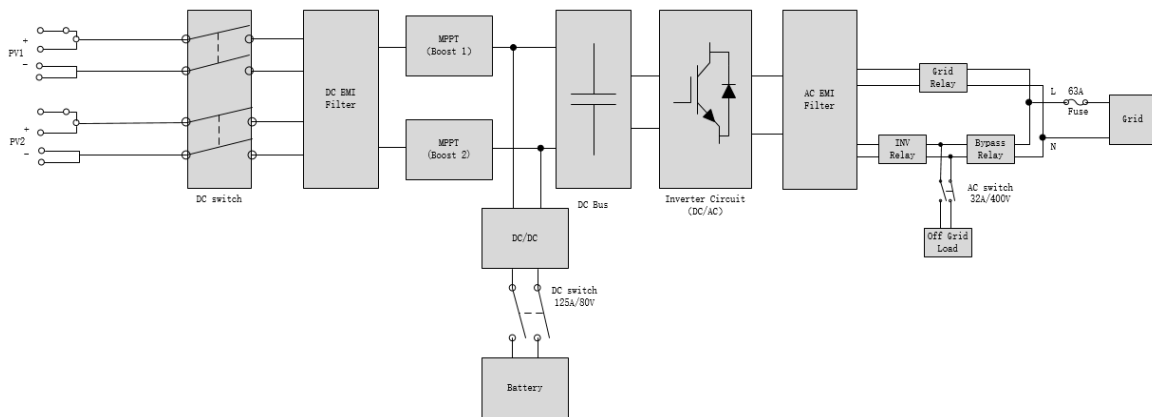 PV1
+
−
PV2
+
−
DC switch
DC EMI
Filter
MPPT
(Boost 1)
MPPT
(Boost 2)
DC Bus
Inverter Circuit
(DC/AC)
AC EMI
Filter
Grid
Relay
INV
Relay
Bypass
Relay
L
63A
Fuse
N
Grid
AC switch
32A/400V
Off Grid
Load
DC/DC
DC switch
125A/80V
Battery